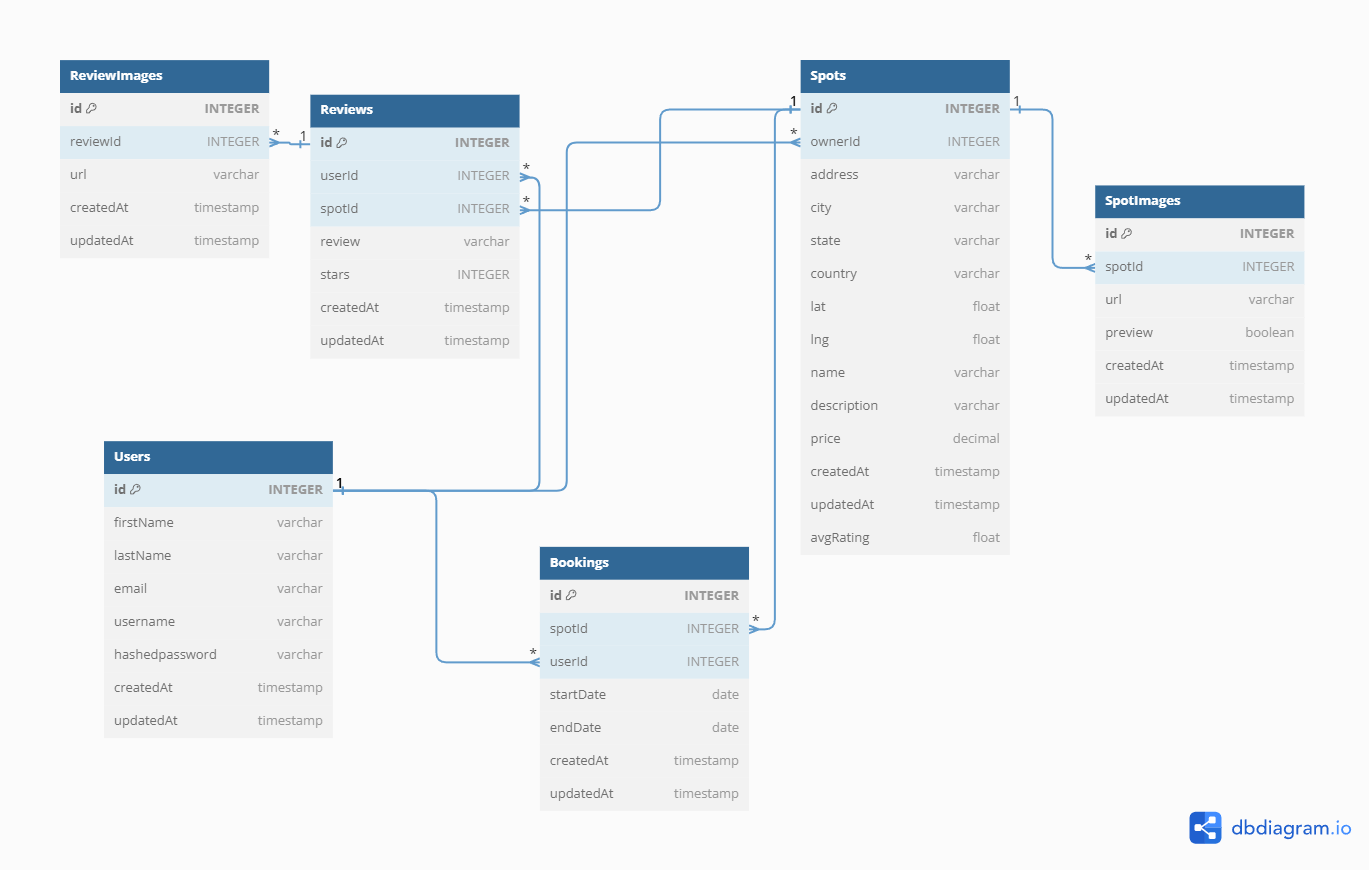 ReviewImages
id INTEGER
reviewId INTEGER
url varchar
createdAt timestamp
updatedAt timestamp
* 1
Reviews
id INTEGER
userId INTEGER *
spotId INTEGER *
review varchar
stars INTEGER
createdAt timestamp
updatedAt timestamp
Spots
1 id INTEGER 1
* ownerId INTEGER
address varchar
city varchar
state varchar
country varchar
lat float
lng float
name varchar
description varchar
price decimal
createdAt timestamp
updatedAt timestamp
avgRating float
SpotImages
id INTEGER
* spotId INTEGER
url varchar
preview boolean
createdAt timestamp
updatedAt timestamp
Users
id INTEGER 1
firstName varchar
lastName varchar
email varchar
username varchar
hashedpassword varchar
createdAt timestamp
updatedAt timestamp
Bookings
id INTEGER
spotId INTEGER *
* userId INTEGER
startDate date
endDate date
createdAt timestamp
updatedAt timestamp
dbdiagram.io